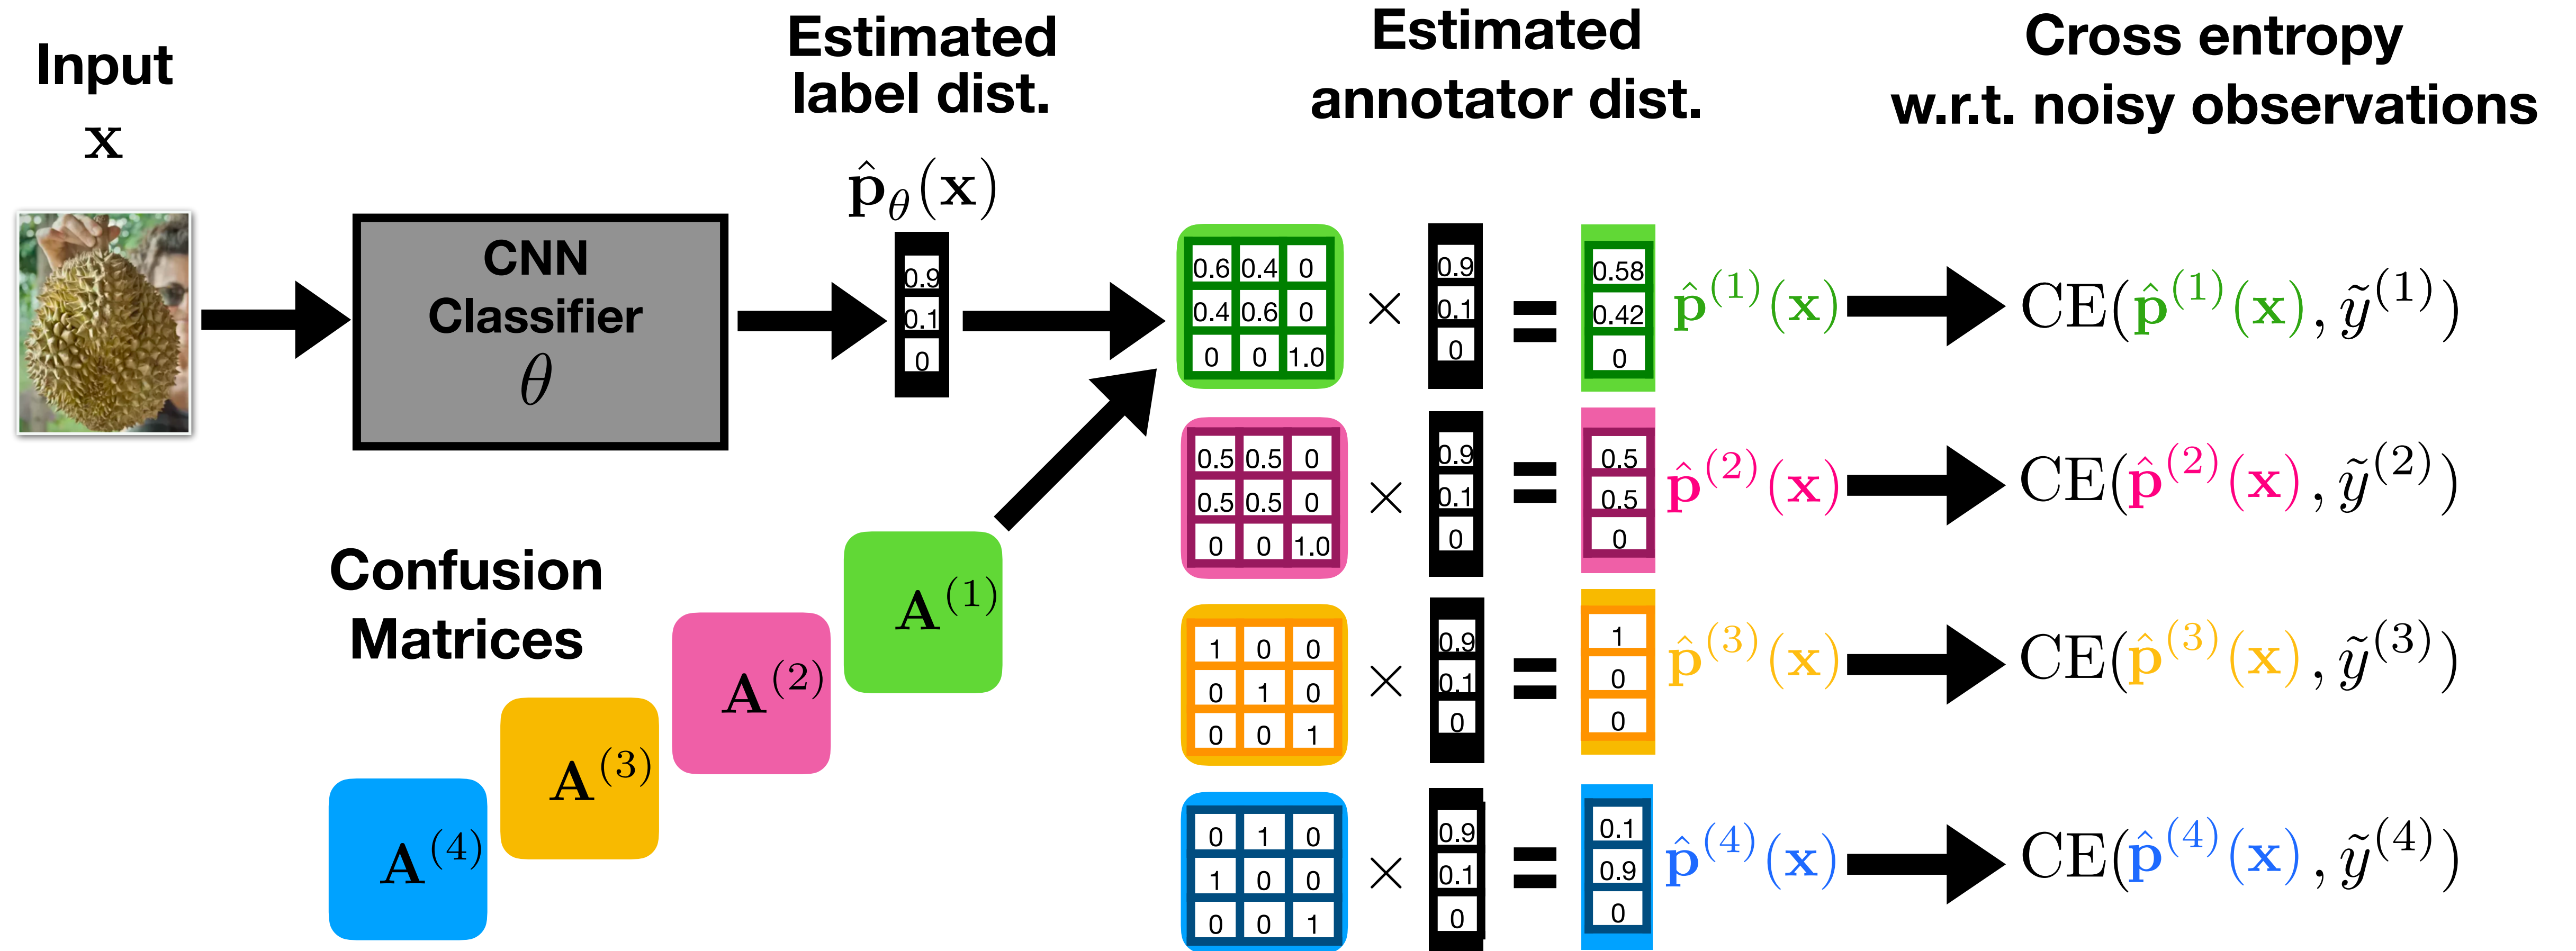 Input
x
CNN
Classifier
θ
Estimated
label dist.
p̂θ(x)
0.9
0.1
0
Confusion
Matrices
A(1)
A(2)
A(3)
A(4)
Estimated
annotator dist.
0.6 0.4 0
0.4 0.6 0
0 0 1.0
×
0.9
0.1
0
=
0.58
0.42
0
p̂(1)(x)
0.5 0.5 0
0.5 0.5 0
0 0 1.0
×
0.9
0.1
0
=
0.5
0.5
0
p̂(2)(x)
1 0 0
0 1 0
0 0 1
×
0.9
0.1
0
=
1
0
0
p̂(3)(x)
0 1 0
1 0 0
0 0 1
×
0.9
0.1
0
=
0.1
0.9
0
p̂(4)(x)
Cross entropy
w.r.t. noisy observations
CE(p̂(1)(x), ỹ(1))
CE(p̂(2)(x), ỹ(2))
CE(p̂(3)(x), ỹ(3))
CE(p̂(4)(x), ỹ(4))